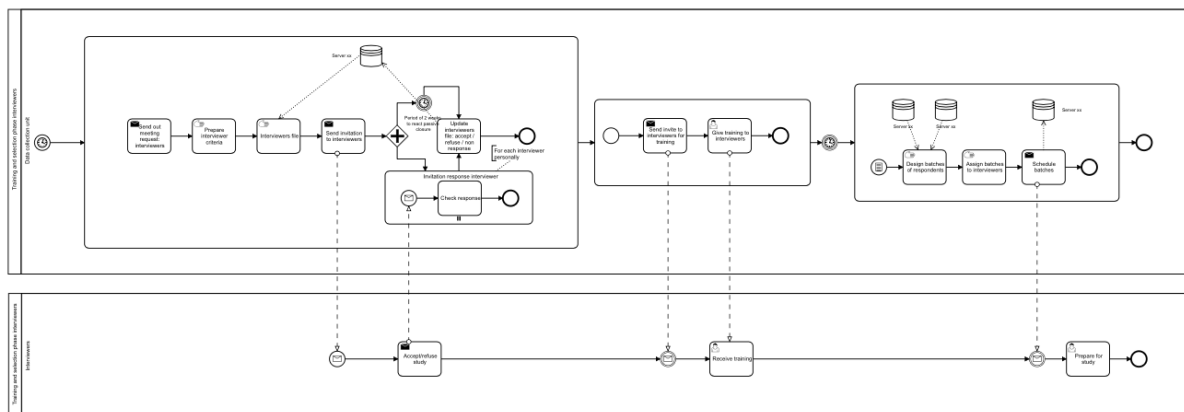 Training and selection phase interviewers
Data collection unit
Server xx
Send out
meeting
request:
interviewers
Prepare
interviewer
criteria
Interviewers file
Send invitation
to interviewers
Period of 2 weeks
to react passive
closure
Update
interviewers
file: accept /
refuse / non
response
For each interviewer
personally
Invitation response interviewer
Check response
Send invite to
interviewers for
training
Give training to
interviewers
Server xx
Server xx
Server xx
Design batches
of respondents
Assign batches
to interviewers
Schedule
batches
Training and selection phase interviewers
Interviewers
Accept/refuse
study
Receive training
Prepare for
study